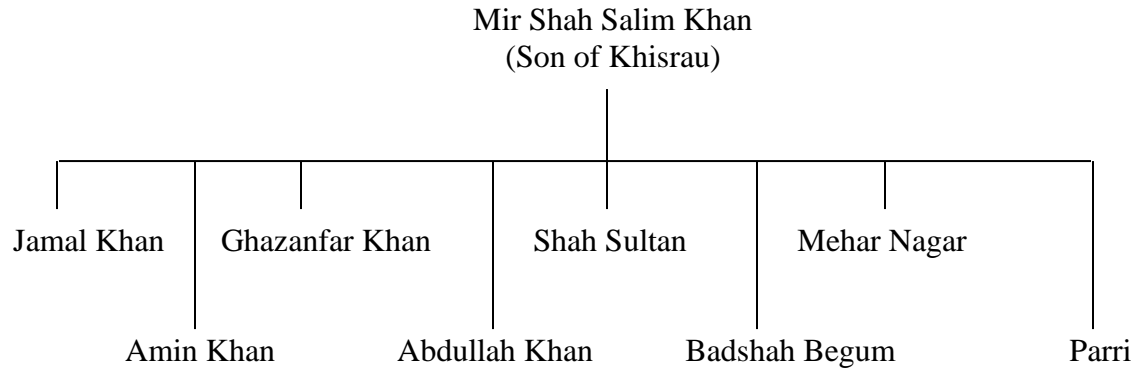 Mir Shah Salim Khan
(Son of Khisrau)
Jamal Khan Ghazanfar Khan Shah Sultan Mehar Nagar
Amin Khan Abdullah Khan Badshah Begum Parri